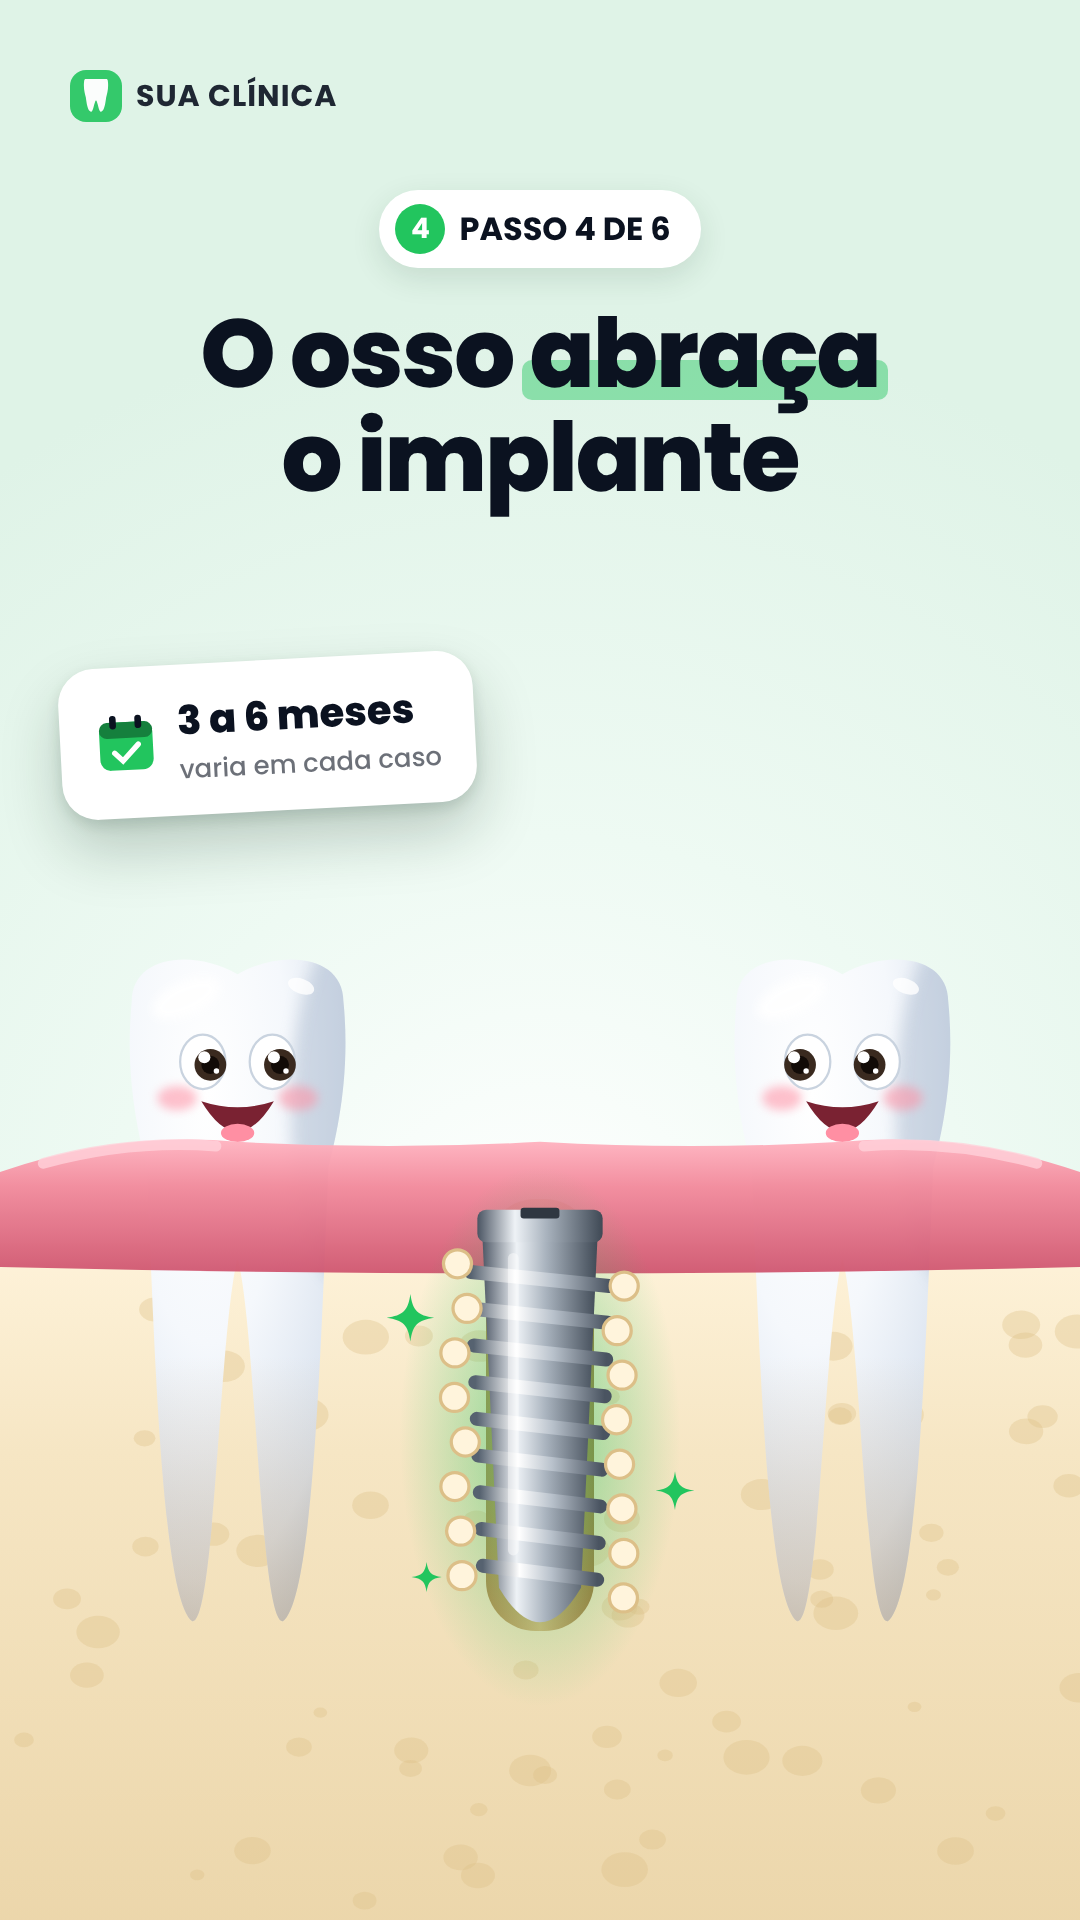 SUA CLÍNICA
4 PASSO 4 DE 6
O osso abraça
o implante
3 a 6 meses
varia em cada caso